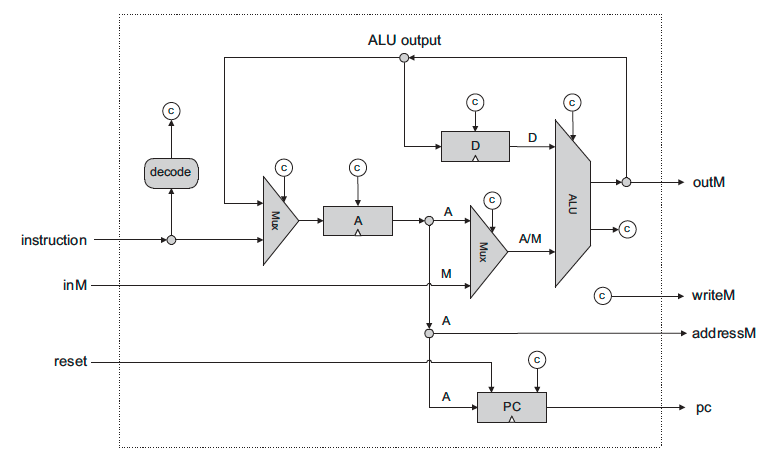 ALU output
c
c
c
D
D
decode
c
c
c
Mux
A
A
Mux
ALU
outM
instruction
A/M
c
inM
M
c
writeM
A
addressM
reset
c
A
PC
pc